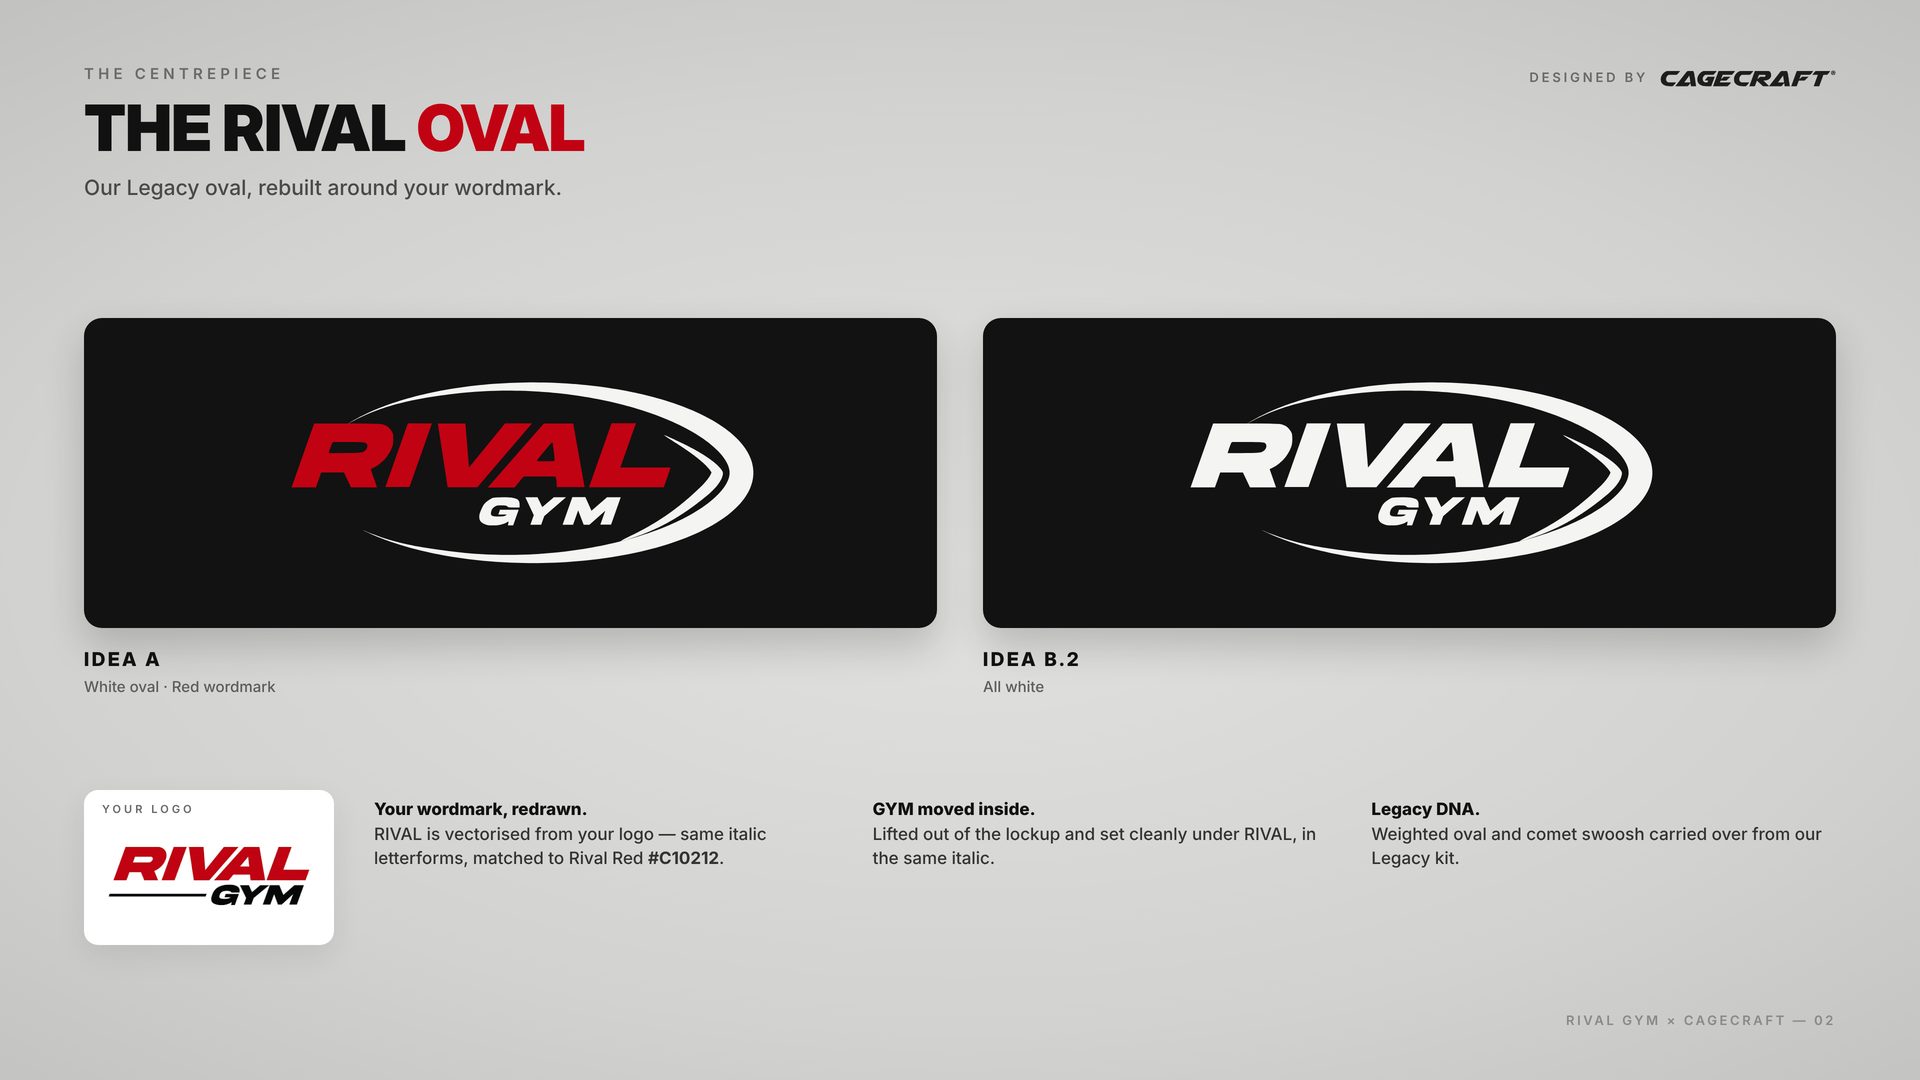 THE CENTREPIECE
THE RIVAL OVAL
Our Legacy oval, rebuilt around your wordmark.
DESIGNED BY CAGECRAFT®
RIVAL
GYM
IDEA A
White oval · Red wordmark
RIVAL
GYM
IDEA B.2
All white
YOUR LOGO
RIVAL
GYM
Your wordmark, redrawn.
RIVAL is vectorised from your logo — same italic
letterforms, matched to Rival Red #C10212.
GYM moved inside.
Lifted out of the lockup and set cleanly under RIVAL, in
the same italic.
Legacy DNA.
Weighted oval and comet swoosh carried over from our
Legacy kit.
RIVAL GYM × CAGECRAFT — 02